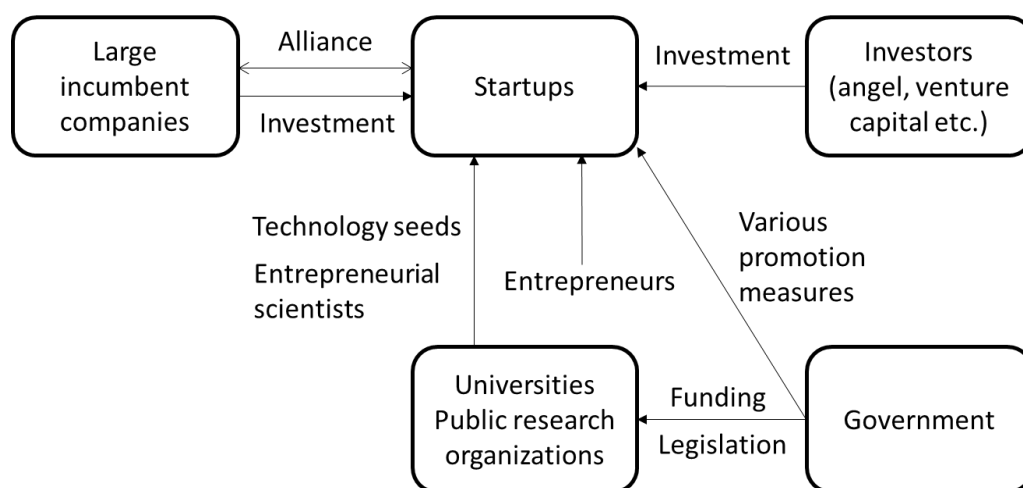 Large
incumbent
companies
Alliance
Investment
Startups
Investment
Investors
(angel, venture
capital etc.)
Technology seeds
Entrepreneurial
scientists
Entrepreneurs
Various
promotion
measures
Universities
Public research
organizations
Funding
Legislation
Government